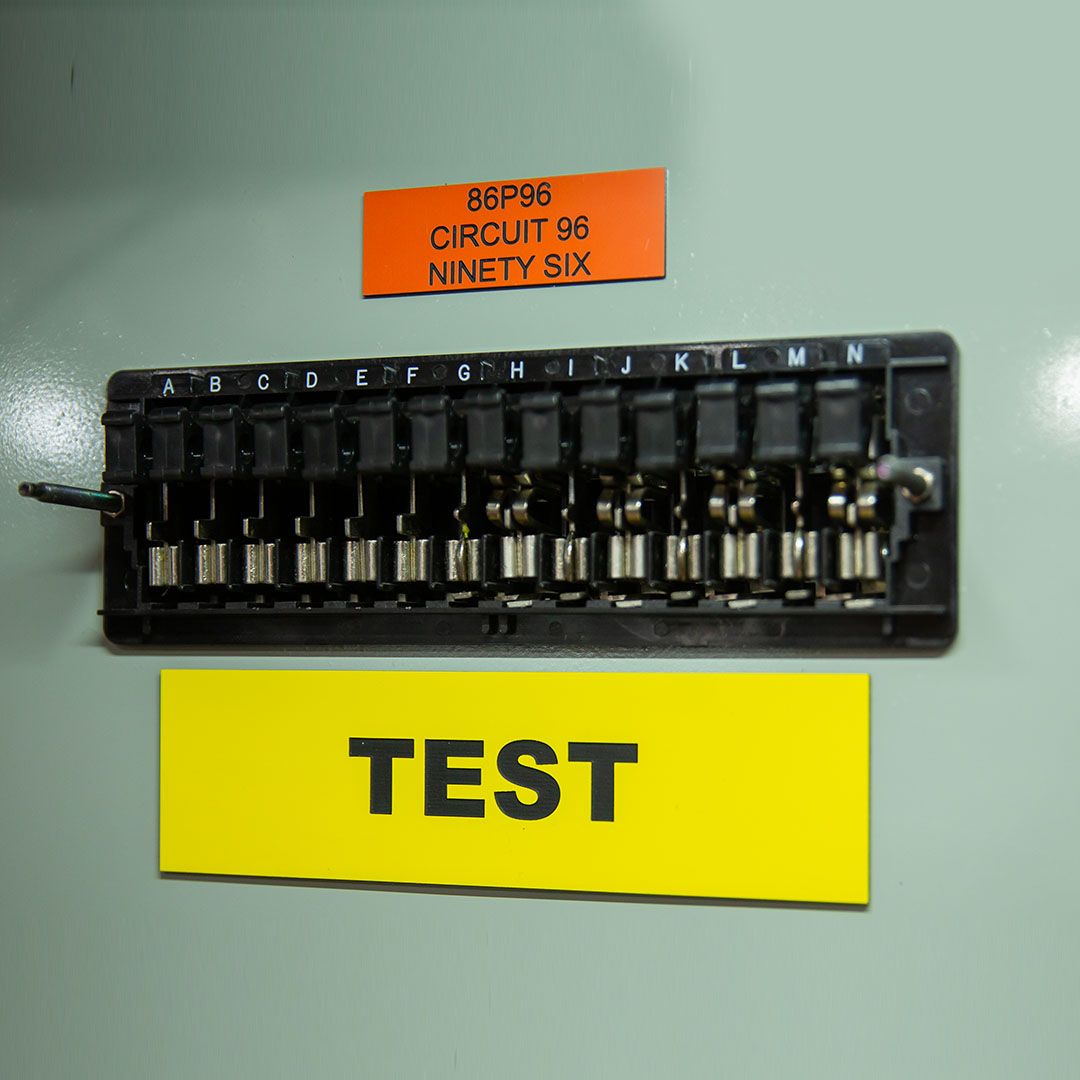 86P96
CIRCUIT 96
NINETY SIX
A B C D E F G H I J K L M N
TEST